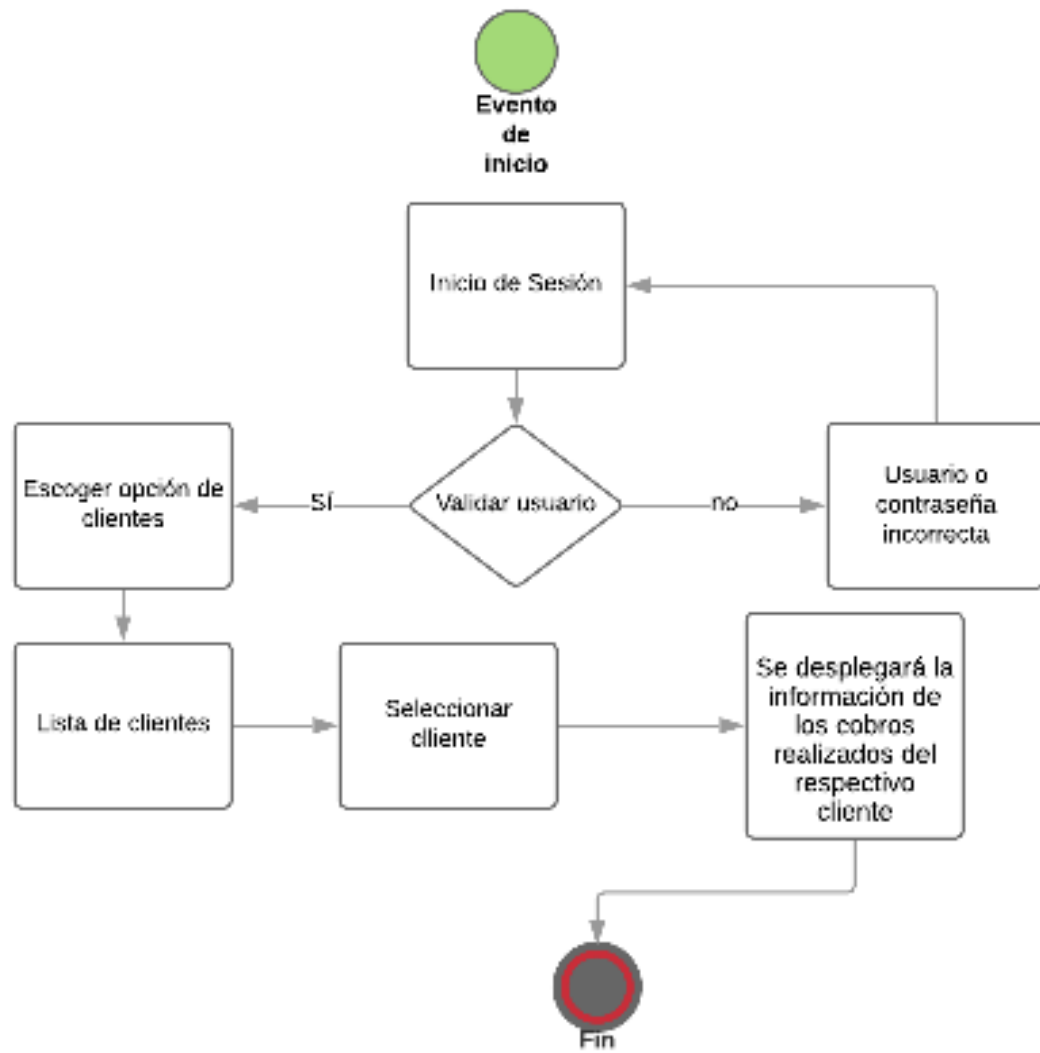 Evento
de
inicio
Inicio de Sesión
Escoger opción de
clientes
Sí
Validar usuario
no
Usuario o
contraseña
incorrecta
Lista de clientes
Seleccionar
clliente
Se desplegará la
información de
los cobros
realizados del
respectivo
cliente
Fin